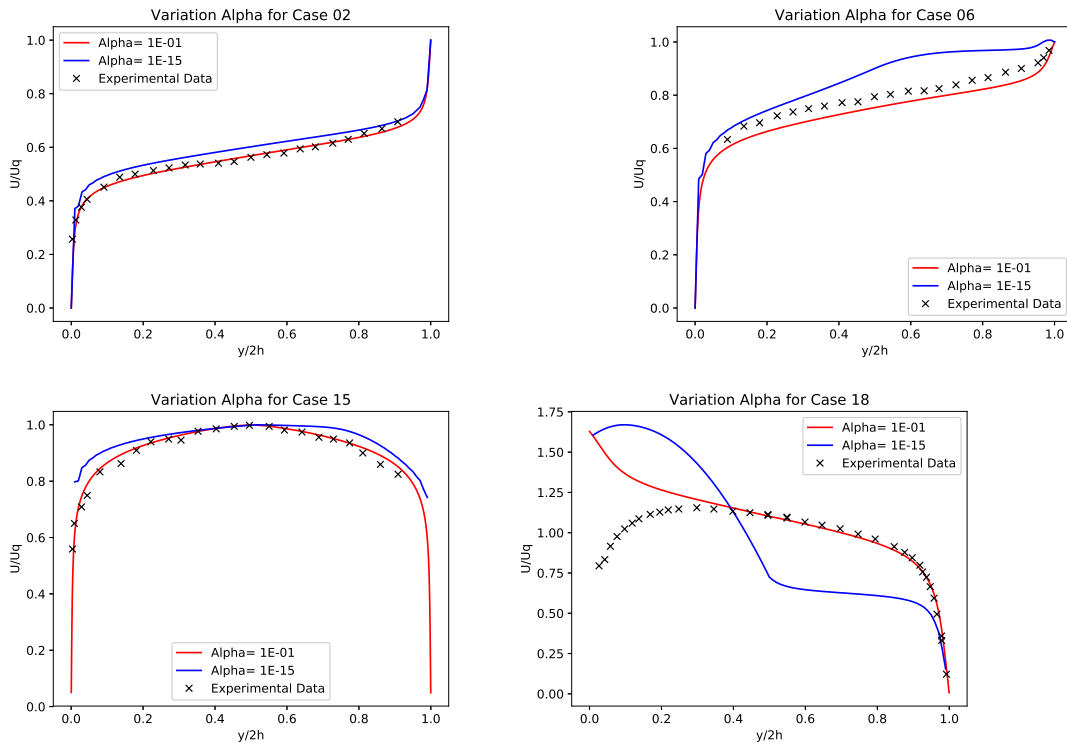 Variation Alpha for Case 02
Alpha= 1E-01
Alpha= 1E-15
Experimental Data
1.0
0.8
0.6
0.4
0.2
0.0
U/Uq
0.0 0.2 0.4 0.6 0.8 1.0
y/2h
Variation Alpha for Case 06
1.0
0.8
0.6
0.4
0.2
0.0
U/Uq
Alpha= 1E-01
Alpha= 1E-15
Experimental Data
0.0 0.2 0.4 0.6 0.8 1.0
y/2h
Variation Alpha for Case 15
1.0
0.8
0.6
0.4
0.2
0.0
U/Uq
Alpha= 1E-01
Alpha= 1E-15
Experimental Data
0.0 0.2 0.4 0.6 0.8 1.0
y/2h
Variation Alpha for Case 18
Alpha= 1E-01
Alpha= 1E-15
Experimental Data
1.75
1.50
1.25
1.00
0.75
0.50
0.25
0.00
U/Uq
0.0 0.2 0.4 0.6 0.8 1.0
y/2h